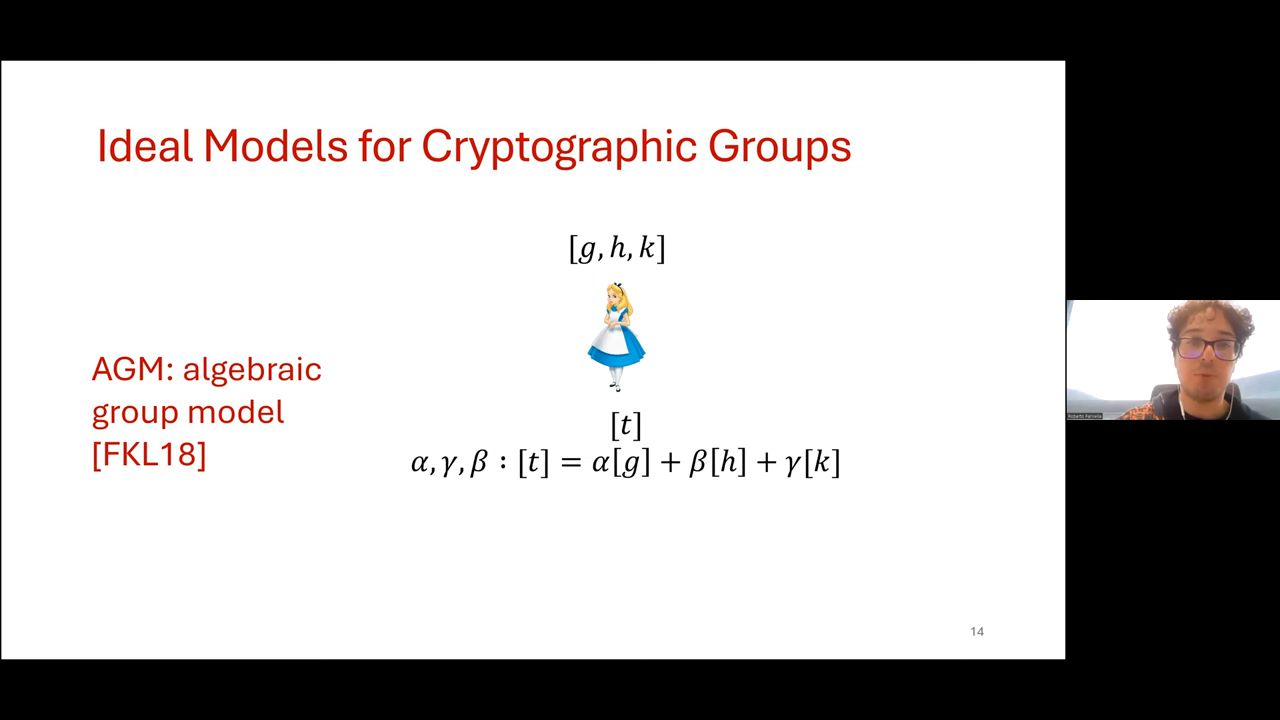 Ideal Models for Cryptographic Groups
[g, h, k]
AGM: algebraic
group model
[FKL18]
[t]
α, γ, β : [t] = α[g] + β[h] + γ[k]
14